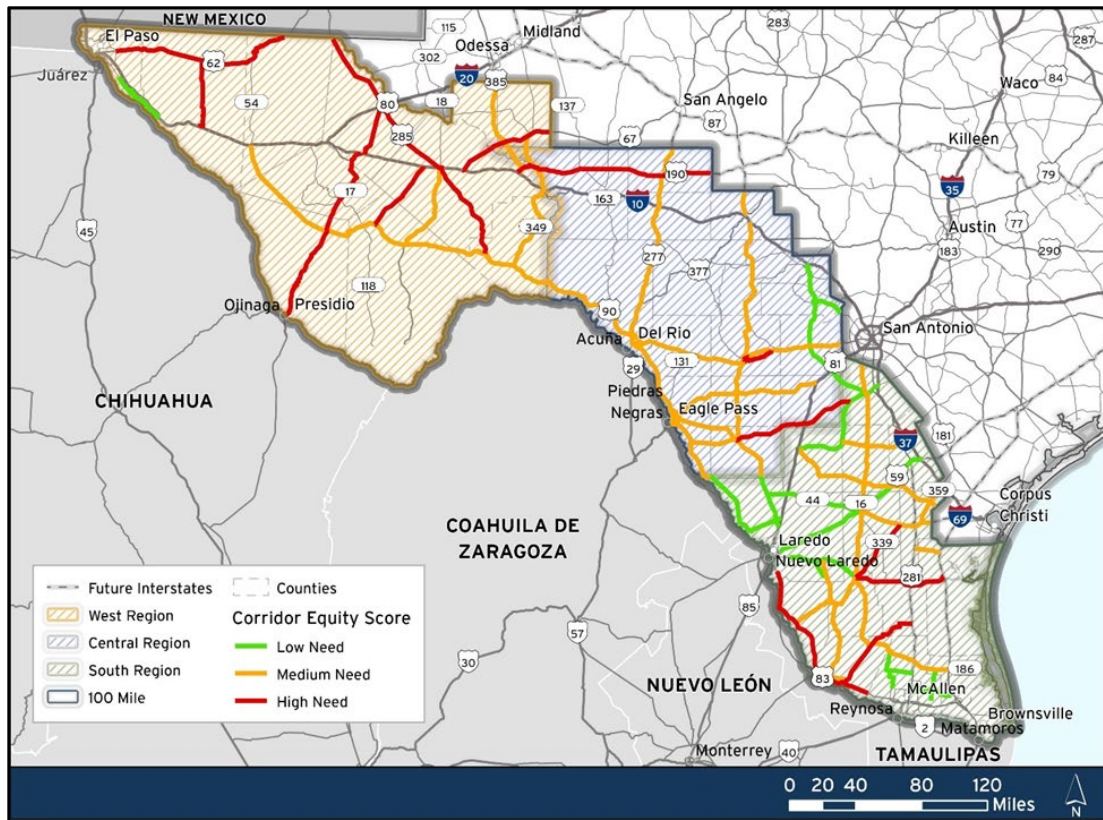 NEW MEXICO
El Paso
Juárez
62
54
115
302
Odessa
Midland
20
385
18
80
285
137
283
287
84
Waco
San Angelo
87
67
Killeen
190
163
10
35
79
Austin
77
183
290
17
349
277
377
118
45
Ojinaga
Presidio
90
Acuña
Del Rio
San Antonio
131
81
29
CHIHUAHUA
Piedras
Negras
Eagle Pass
37
181
59
359
44
16
Corpus
Christi
69
COAHUILA DE
ZARAGOZA
339
Laredo
Nuevo Laredo
281
85
57
30
NUEVO LEÓN
83
186
McAllen
Reynosa
Brownsville
2
Matamoros
Monterrey
40
TAMAULIPAS
Future Interstates
West Region
Central Region
South Region
100 Mile
Counties
Corridor Equity Score
Low Need
Medium Need
High Need
0 20 40 80 120
Miles
N